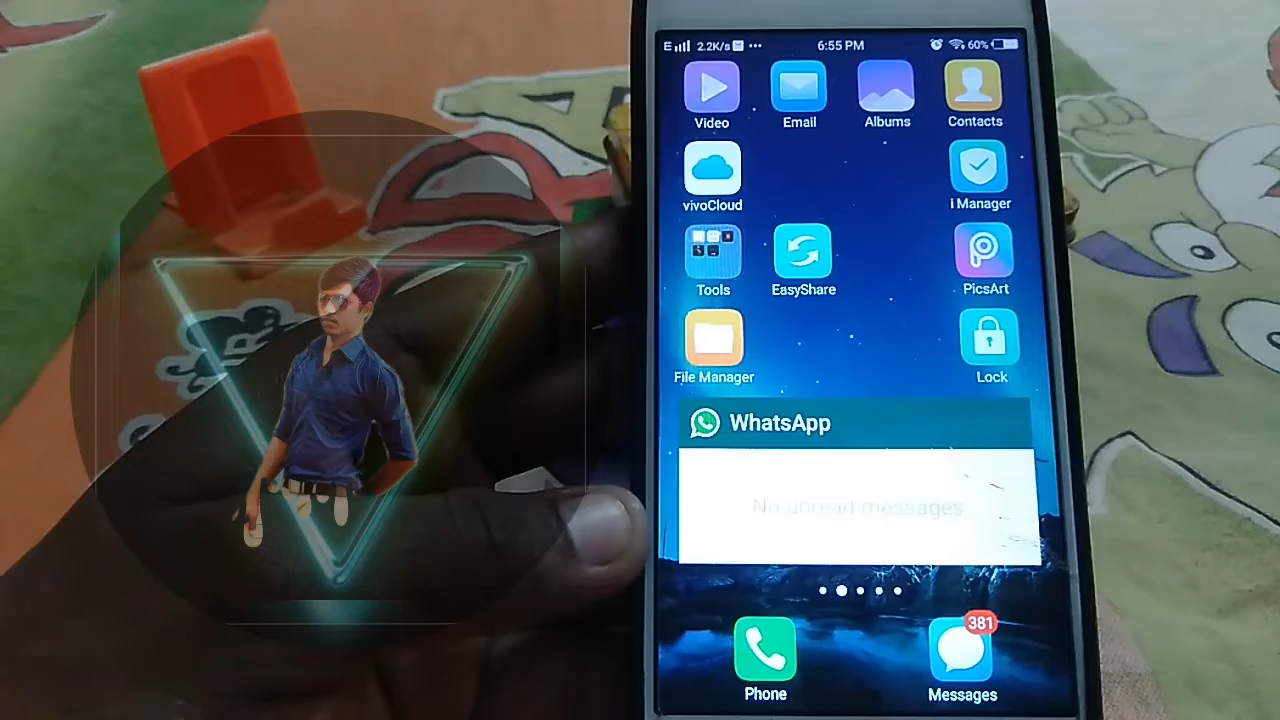 E 2.2K/s ... 6:55 PM 60%
Video Email Albums Contacts
vivoCloud i Manager
Tools EasyShare PicsArt
File Manager Lock
WhatsApp
No unread messages
381
Phone Messages